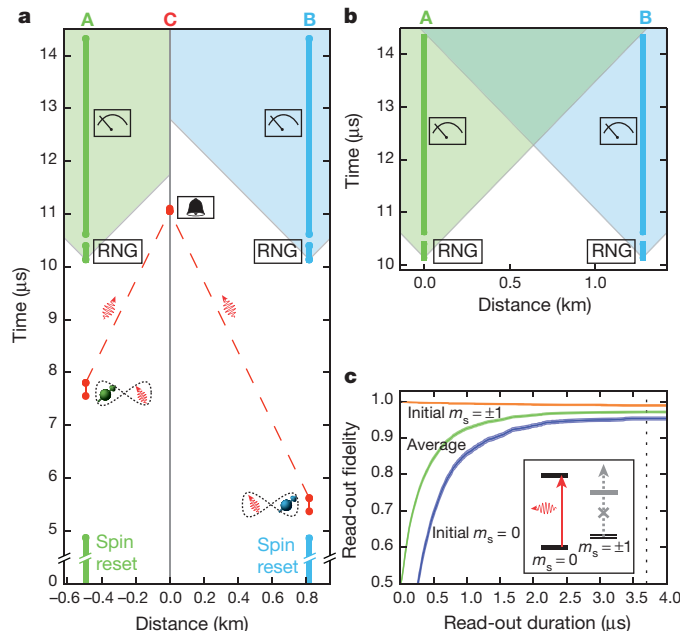 a
A
C
B
14
13
12
11
10
9
8
7
6
5
0
Time (μs)
RNG
RNG
Spin
reset
Spin
reset
–0.6
–0.4
–0.2
0.0
0.2
0.4
0.6
0.8
Distance (km)
b
A
B
14
13
12
11
10
Time (μs)
RNG
RNG
0.0
0.5
1.0
Distance (km)
c
1.0
0.9
0.8
0.7
0.6
0.5
Read-out fidelity
Initial ms = ±1
Average
Initial ms = 0
ms = 0
ms = ±1
0.0
0.5
1.0
1.5
2.0
2.5
3.0
3.5
4.0
Read-out duration (μs)